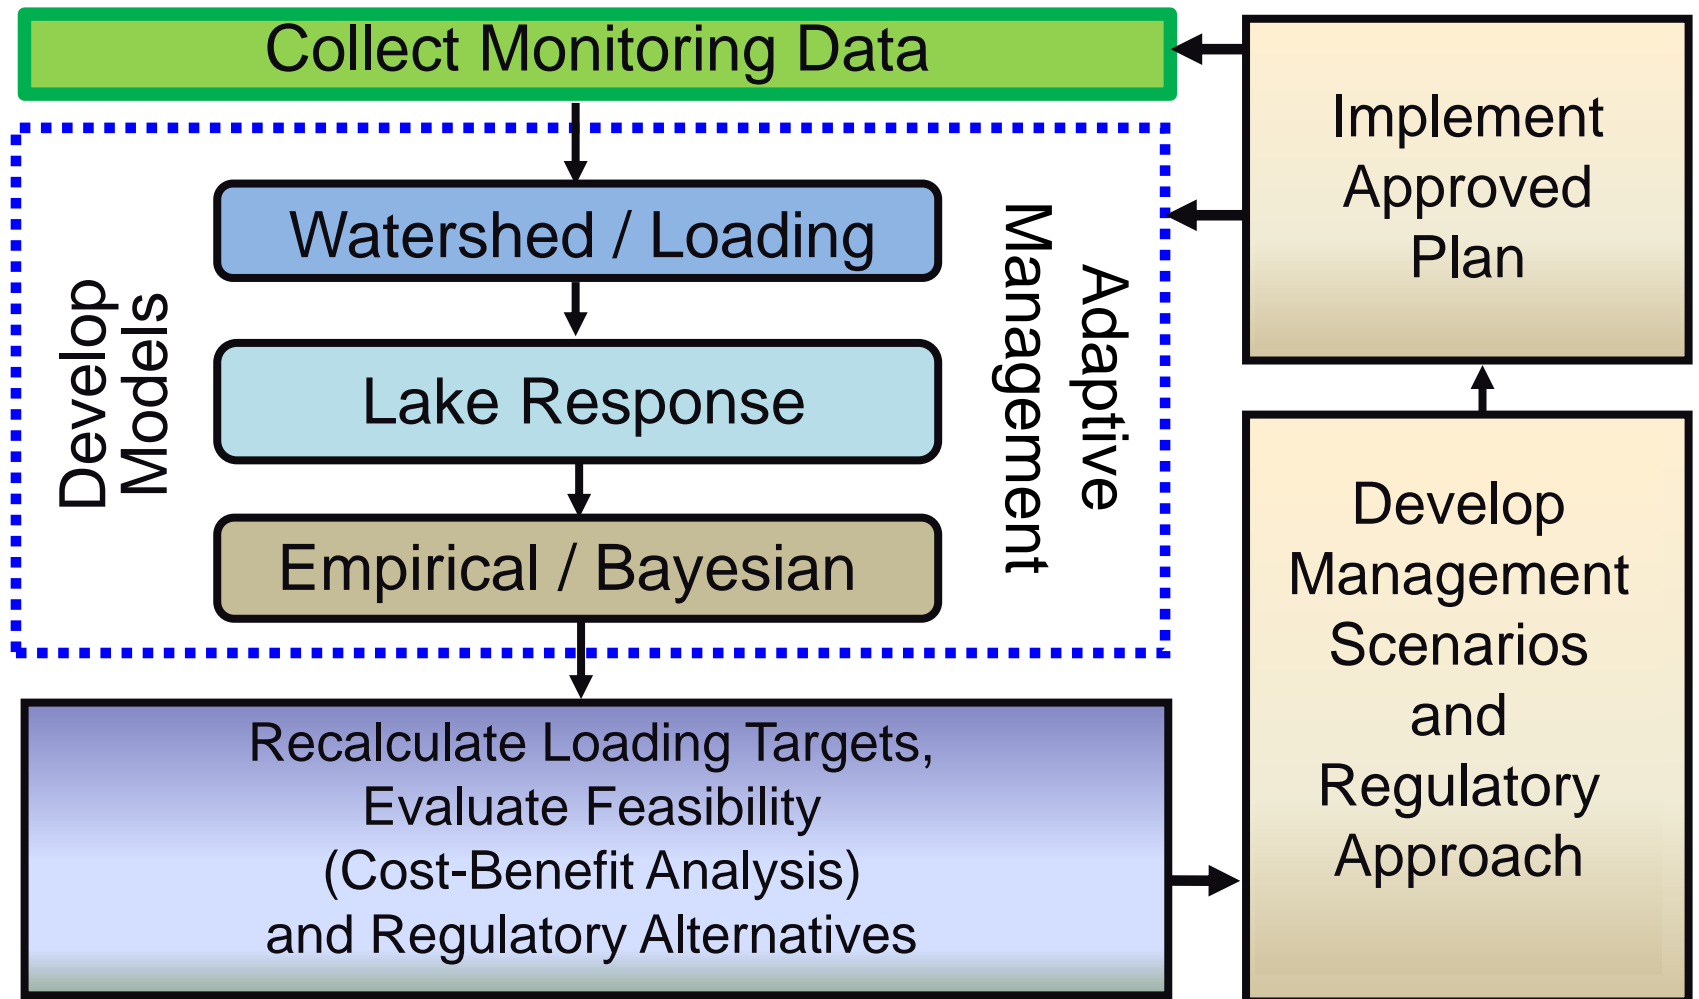 Collect Monitoring Data
Develop
Models
Watershed / Loading
Lake Response
Empirical / Bayesian
Adaptive
Management
Recalculate Loading Targets,
Evaluate Feasibility
(Cost-Benefit Analysis)
and Regulatory Alternatives
Develop
Management
Scenarios
and
Regulatory
Approach
Implement
Approved
Plan